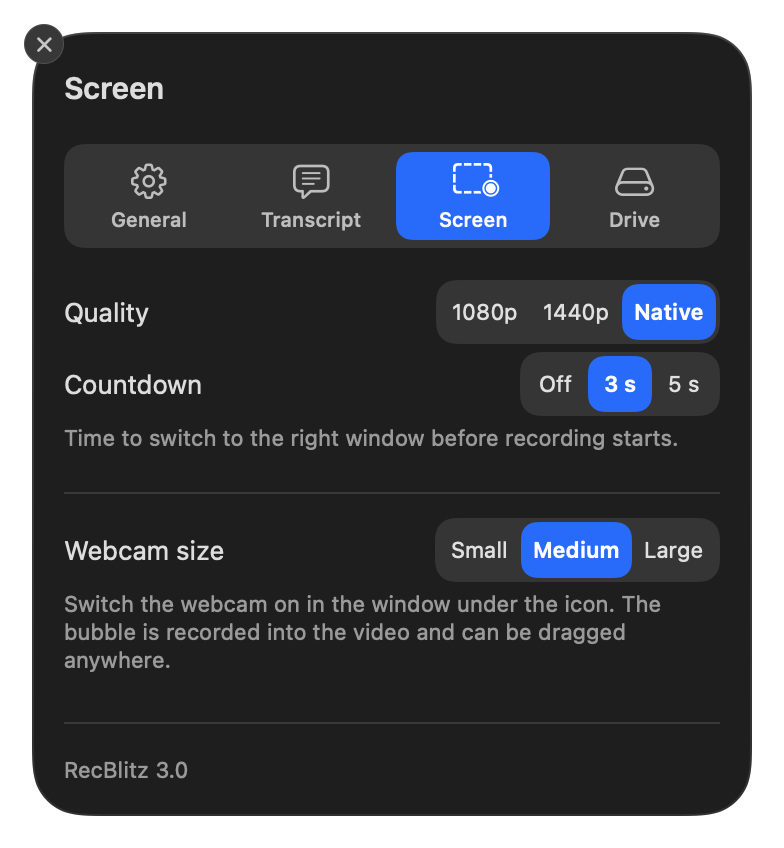 Screen
General
Transcript
Screen
Drive
Quality
1080p 1440p Native
Countdown
Off 3 s 5 s
Time to switch to the right window before recording starts.
Webcam size
Small Medium Large
Switch the webcam on in the window under the icon. The
bubble is recorded into the video and can be dragged
anywhere.
RecBlitz 3.0